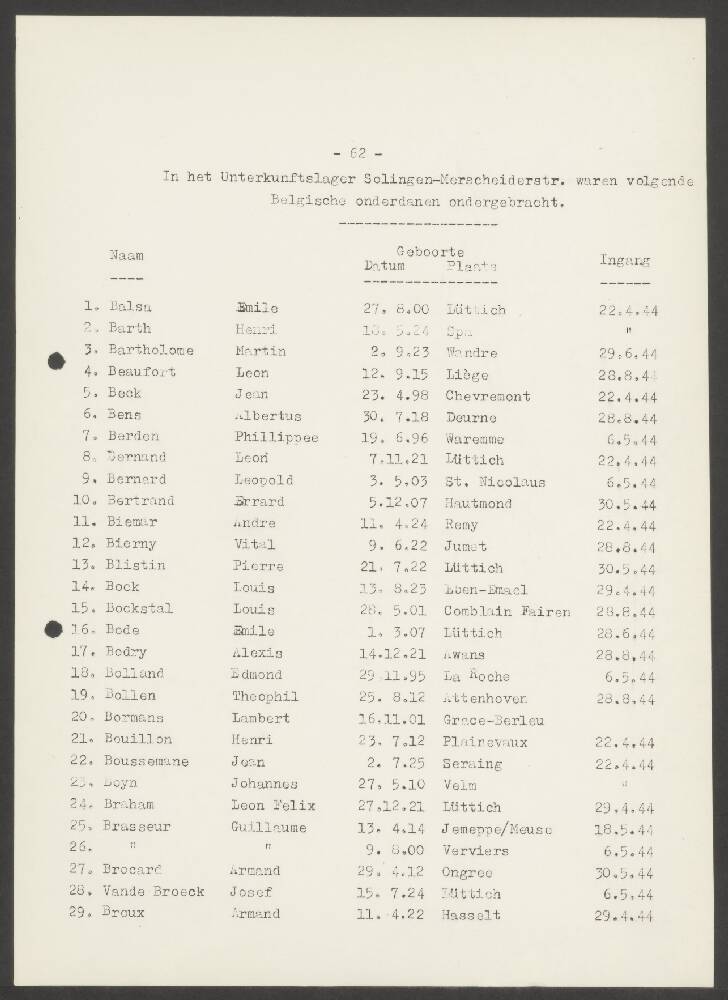 - 62 -
In het Unterkunftslager Solingen-Merscheiderstr. waren volgende
Belgische onderdanen ondergebracht.
Naam Geboorte Ingang
Datum Plaats
1. Balsa Emile 27. 8.00 Lüttich 22.4.44
2. Barth Henri 18. 5.24 Spa "
3. Bartholome Martin 2. 9.23 Wandre 29.6.44
4. Beaufort Leon 12. 9.15 Liège 28.8.44
5. Beck Jean 23. 4.98 Chevremont 22.4.44
6. Bens Albertus 30. 7.18 Deurne 28.8.44
7. Berden Phillippee 19. 6.96 Waremme 6.5.44
8. Bernand Leon 7.11.21 Lüttich 22.4.44
9. Bernard Leopold 3. 5.03 St. Nicolaus 6.5.44
10. Bertrand Errard 5.12.07 Hautmond 30.5.44
11. Biemar Andre 11. 4.24 Remy 22.4.44
12. Bierny Vital 9. 6.22 Jumet 28.8.44
13. Blistin Pierre 21. 7.22 Lüttich 30.5.44
14. Bock Louis 13. 8.23 Eben-Emael 29.4.44
15. Bockstal Louis 28. 5.01 Comblain Fairen 28.8.44
16. Bode Emile 1. 3.07 Lüttich 28.6.44
17. Bodry Alexis 14.12.21 Awans 28.8.44
18. Bolland Edmond 29.11.95 La Roche 6.5.44
19. Bollen Theophil 25. 8.12 Attenhoven 28.8.44
20. Bormans Lambert 16.11.01 Grace-Berleu
21. Bouillon Henri 23. 7.12 Plainevaux 22.4.44
22. Boussemane Jean 2. 7.25 Seraing 22.4.44
23. Boyn Johannes 27. 5.10 Velm "
24. Braham Leon Felix 27.12.21 Lüttich 29.4.44
25. Brasseur Guillaume 13. 4.14 Jemeppe/Meuse 18.5.44
26. " " 9. 8.00 Verviers 6.5.44
27. Brocard Armand 29. 4.12 Ongree 30.5.44
28. Vande Broeck Josef 15. 7.24 Lüttich 6.5.44
29. Broux Armand 11. 4.22 Hasselt 29.4.44